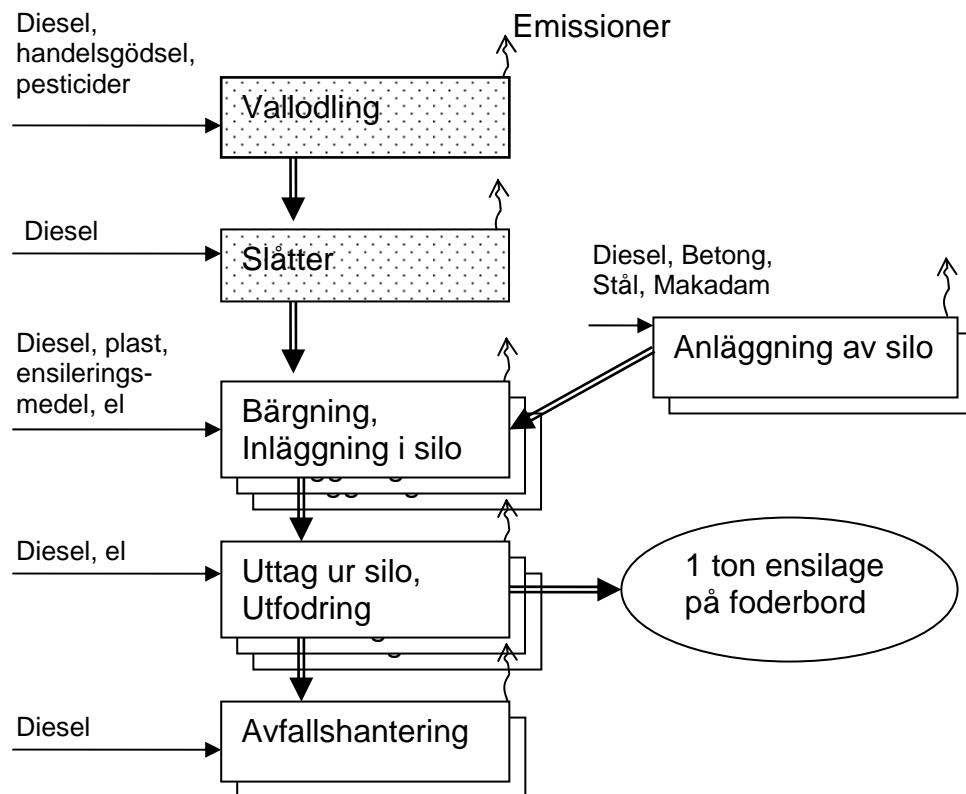 Diesel,
handelsgödsel,
pesticider
Emissioner
Vallodling
Diesel
Slåtter
Diesel, Betong,
Stål, Makadam
Anläggning av silo
Diesel, plast,
ensilerings-
medel, el
Bärgning,
Inläggning i silo
Diesel, el
Uttag ur silo,
Utfodring
1 ton ensilage
på foderbord
Diesel
Avfallshantering